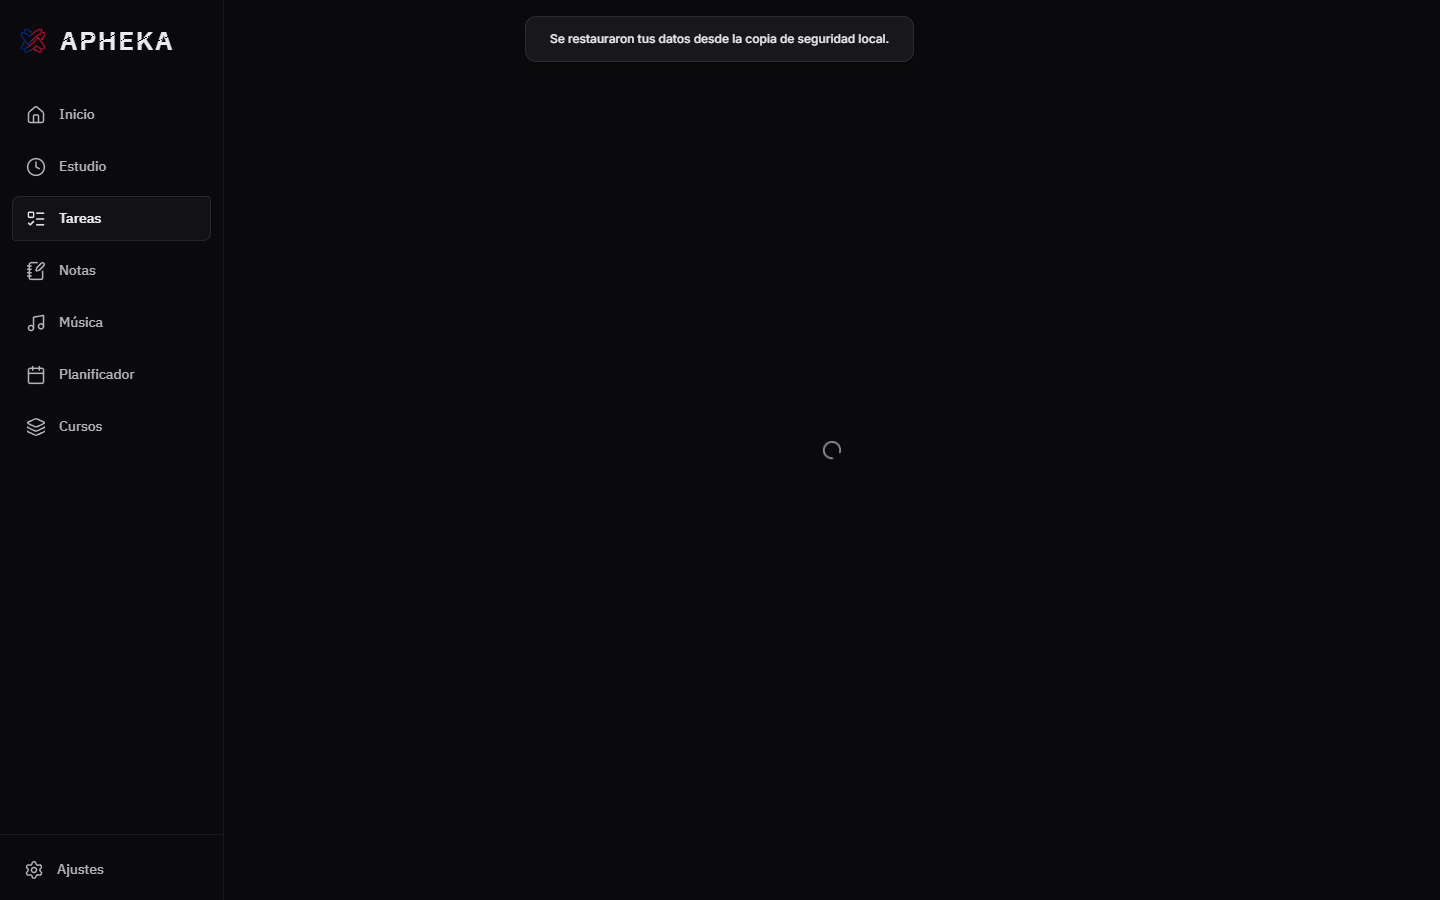 APHEKA
Se restauraron tus datos desde la copia de seguridad local.
Inicio
Estudio
Tareas
Notas
Música
Planificador
Cursos
Ajustes